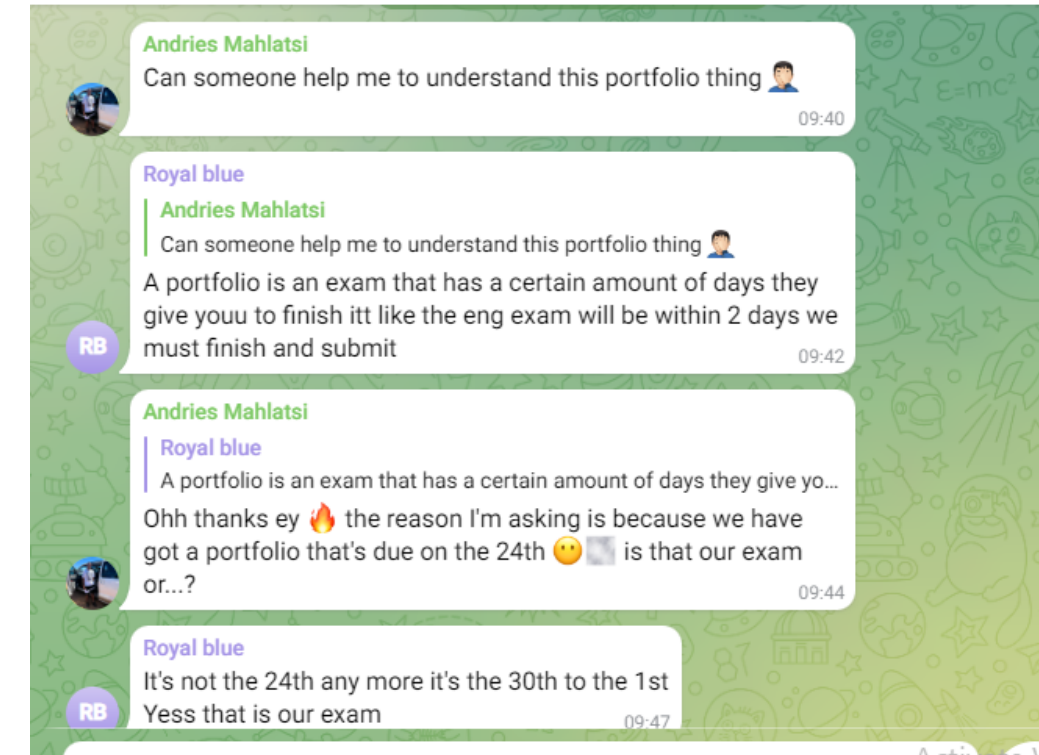 Andries Mahlatsi
Can someone help me to understand this portfolio thing 🤦🏻‍♂️
09:40
E=mc²
Royal blue
Andries Mahlatsi
Can someone help me to understand this portfolio thing 🤦🏻‍♂️
A portfolio is an exam that has a certain amount of days they
give youu to finish itt like the eng exam will be within 2 days we
must finish and submit
RB
09:42
Andries Mahlatsi
Royal blue
A portfolio is an exam that has a certain amount of days they give yo...
Ohh thanks ey 🔥 the reason I'm asking is because we have
got a portfolio that's due on the 24th 😶🌫 is that our exam
or...?
09:44
Royal blue
It's not the 24th any more it's the 30th to the 1st
Yess that is our exam
RB
09:47